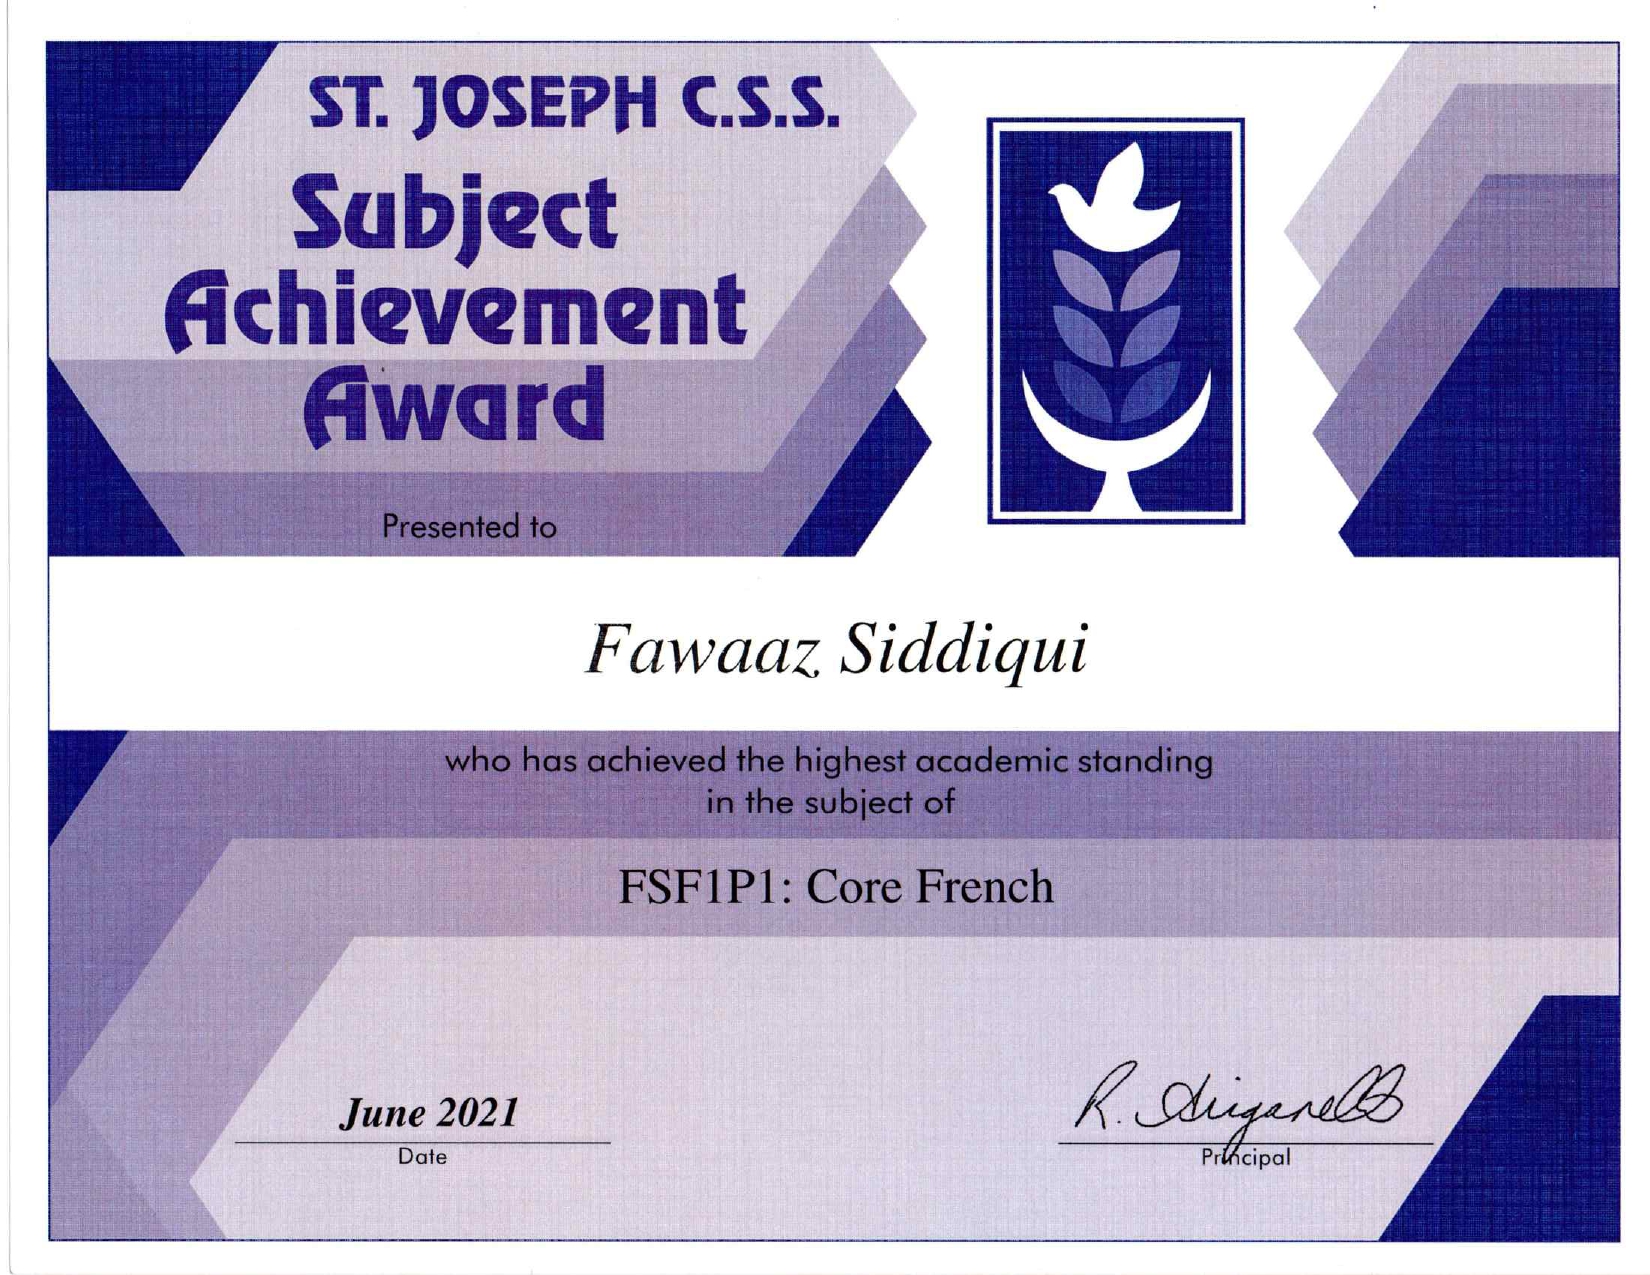 ST. JOSEPH C.S.S.
Subject
Achievement
Award
Presented to
Fawaaz Siddiqui
who has achieved the highest academic standing
in the subject of
FSF1P1: Core French
June 2021
Date
R.
Principal